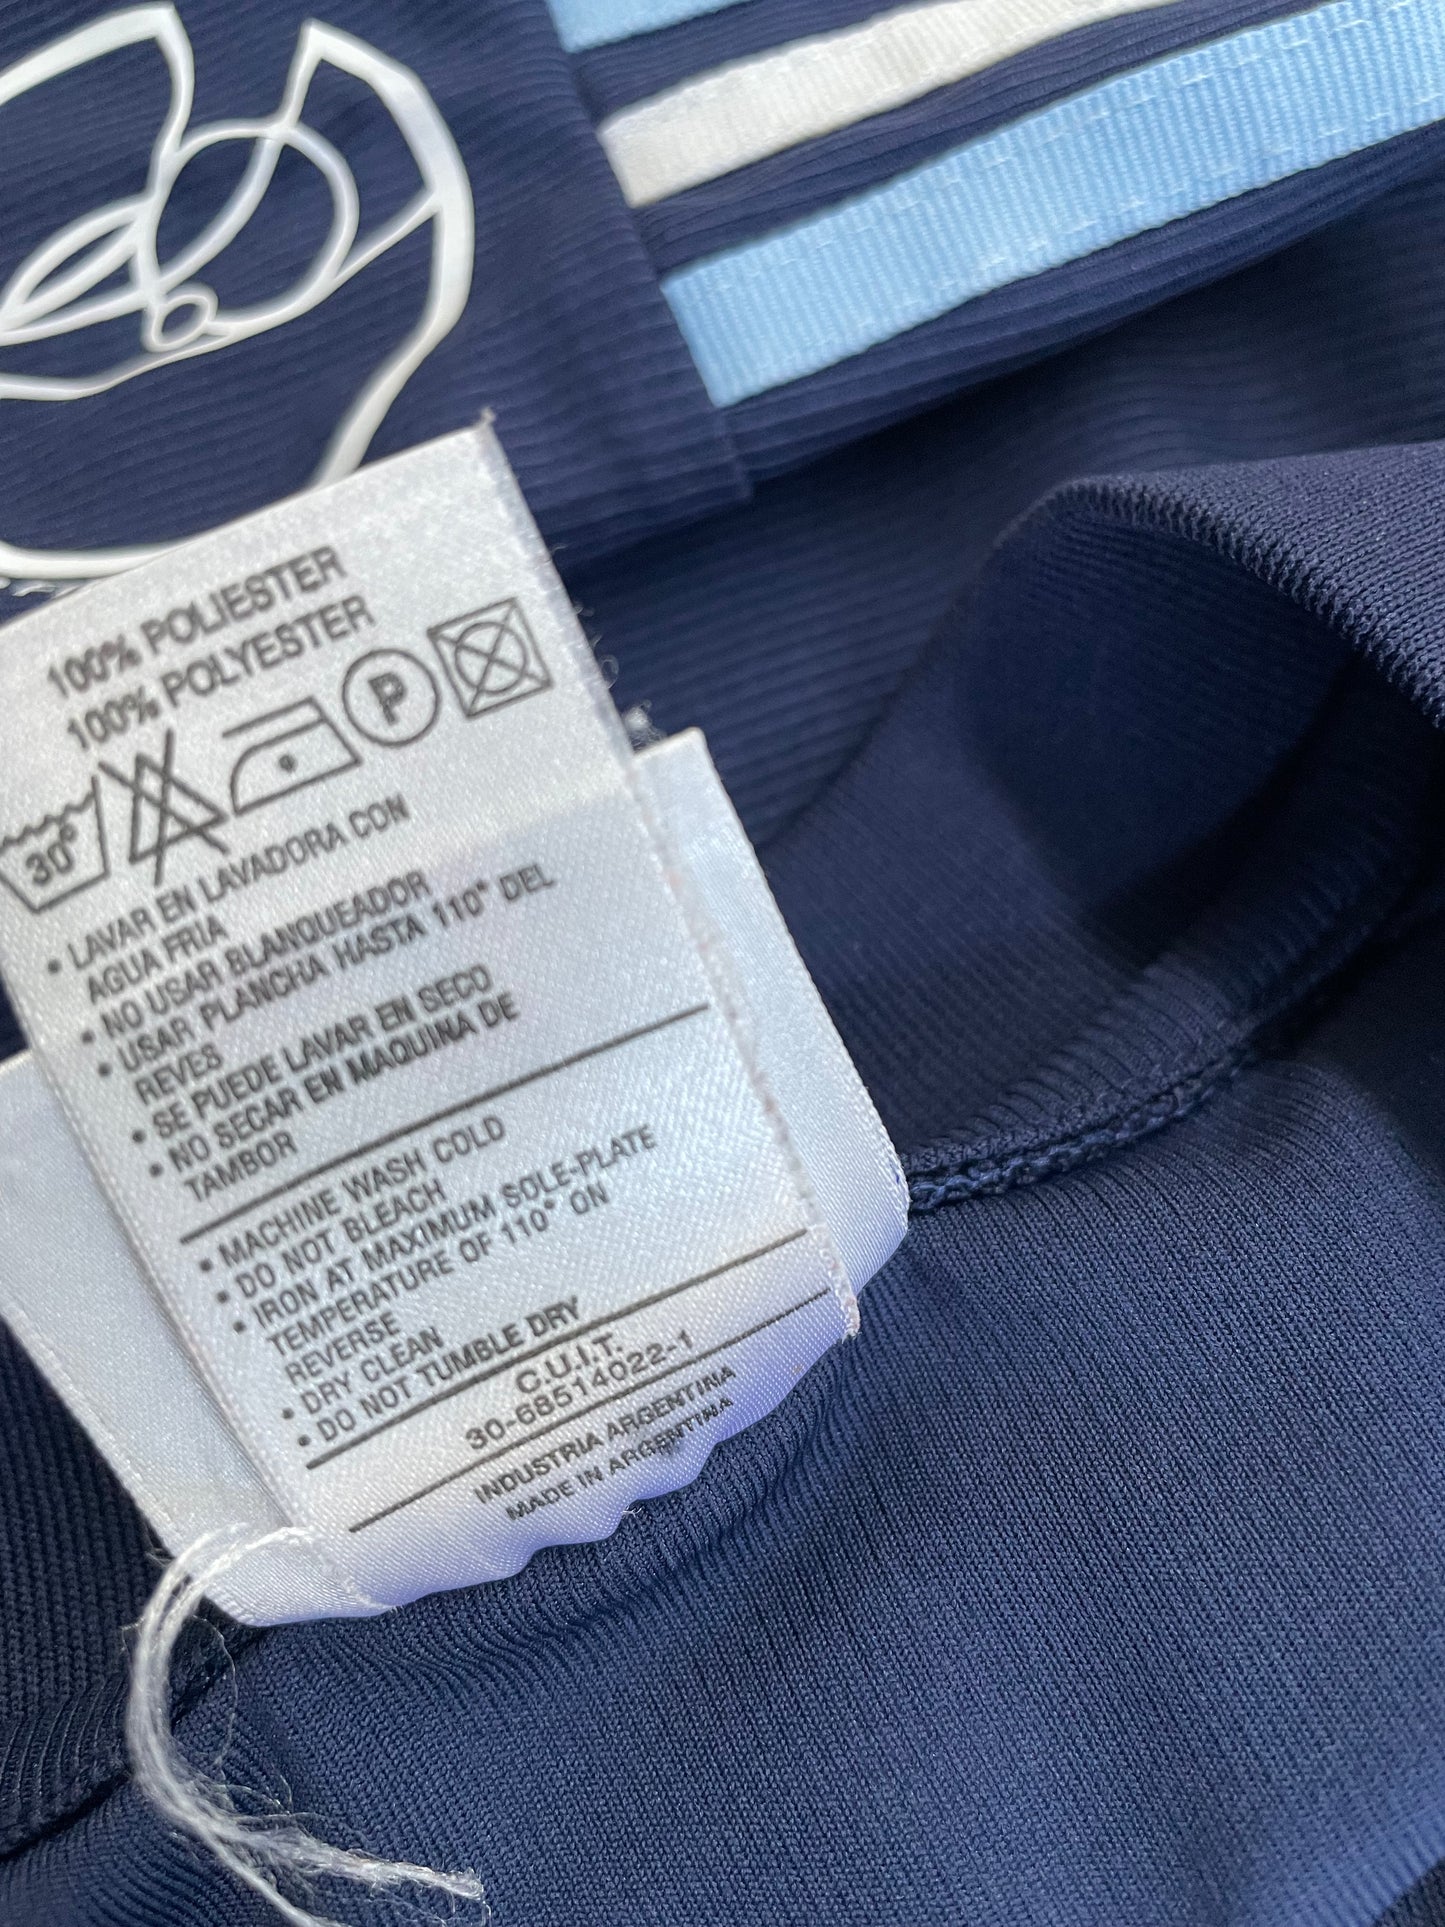 100% POLIESTER
100% POLYESTER
30°
P
• LAVAR EN LAVADORA CON
AGUA FRIA
• NO USAR BLANQUEADOR
• USAR PLANCHA HASTA 110° DEL
REVES
• SE PUEDE LAVAR EN SECO
• NO SECAR EN MAQUINA DE
TAMBOR
• MACHINE WASH COLD
• DO NOT BLEACH
• IRON AT MAXIMUM SOLE-PLATE
TEMPERATURE OF 110° ON
REVERSE
• DRY CLEAN
• DO NOT TUMBLE DRY
C.U.I.T.
30-68514022-1
INDUSTRIA ARGENTINA
MADE IN ARGENTINA